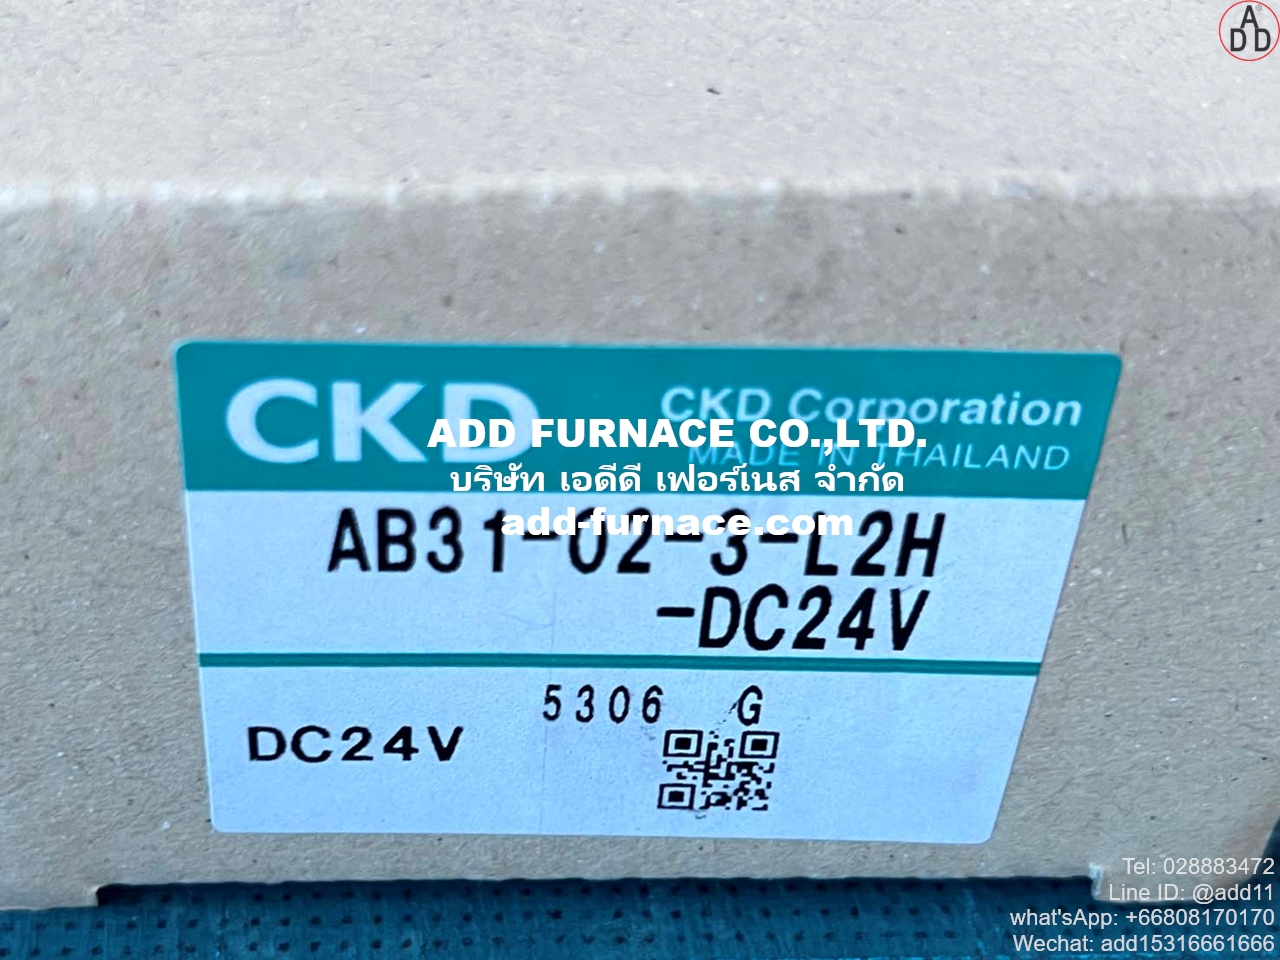 A
D D
®
CKD
CKD Corporation
MADE IN THAILAND
ADD FURNACE CO.,LTD.
บริษัท เอดีดี เฟอร์เนส จำกัด
add-furnace.com
AB31-02-3-L2H
-DC24V
5306 G
DC24V
Tel: 028883472
Line ID: @add11
what'sApp: +66808170170
Wechat: add15316661666